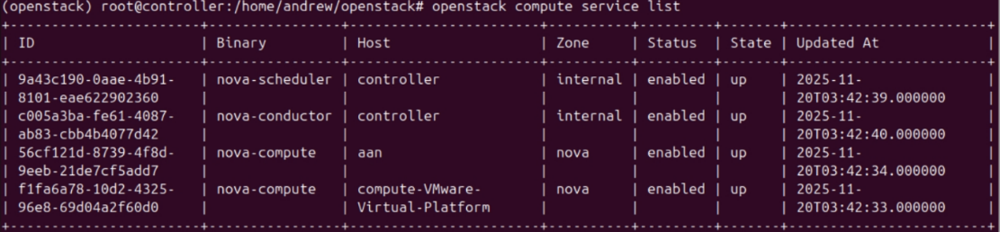 (openstack) root@controller:/home/andrew/openstack# openstack compute service list
+----------------------+----------------+----------------------+----------+---------+-------+----------------------+
| ID | Binary | Host | Zone | Status | State | Updated At |
+----------------------+----------------+----------------------+----------+---------+-------+----------------------+
| 9a43c190-0aae-4b91- | nova-scheduler | controller | internal | enabled | up | 2025-11- |
| 8101-eae622902360 | | | | | | 20T03:42:39.000000 |
| c005a3ba-fe61-4087- | nova-conductor | controller | internal | enabled | up | 2025-11- |
| ab83-cbb4b4077d42 | | | | | | 20T03:42:40.000000 |
| 56cf121d-8739-4f8d- | nova-compute | aan | nova | enabled | up | 2025-11- |
| 9eeb-21de7cf5add7 | | | | | | 20T03:42:34.000000 |
| f1fa6a78-10d2-4325- | nova-compute | compute-VMware- | nova | enabled | up | 2025-11- |
| 96e8-69d04a2f60d0 | | Virtual-Platform | | | | 20T03:42:33.000000 |
+----------------------+----------------+----------------------+----------+---------+-------+----------------------+